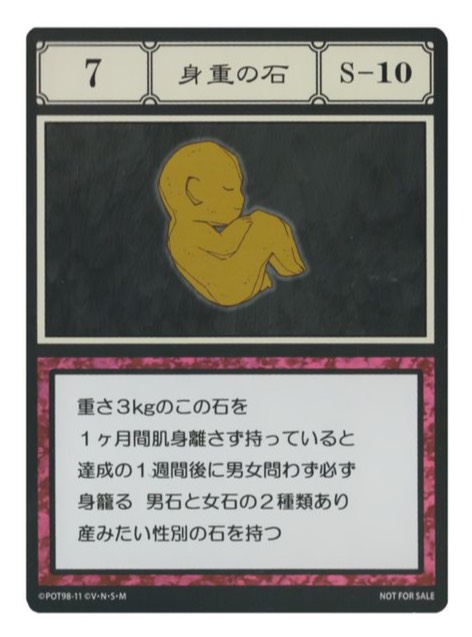 7
身重の石
S-10
重さ3kgのこの石を
1ヶ月間肌身離さず持っていると
達成の1週間後に男女問わず必ず
身籠る 男石と女石の2種類あり
産みたい性別の石を持つ
©POT98-11 ©V・N・S・M
NOT FOR SALE